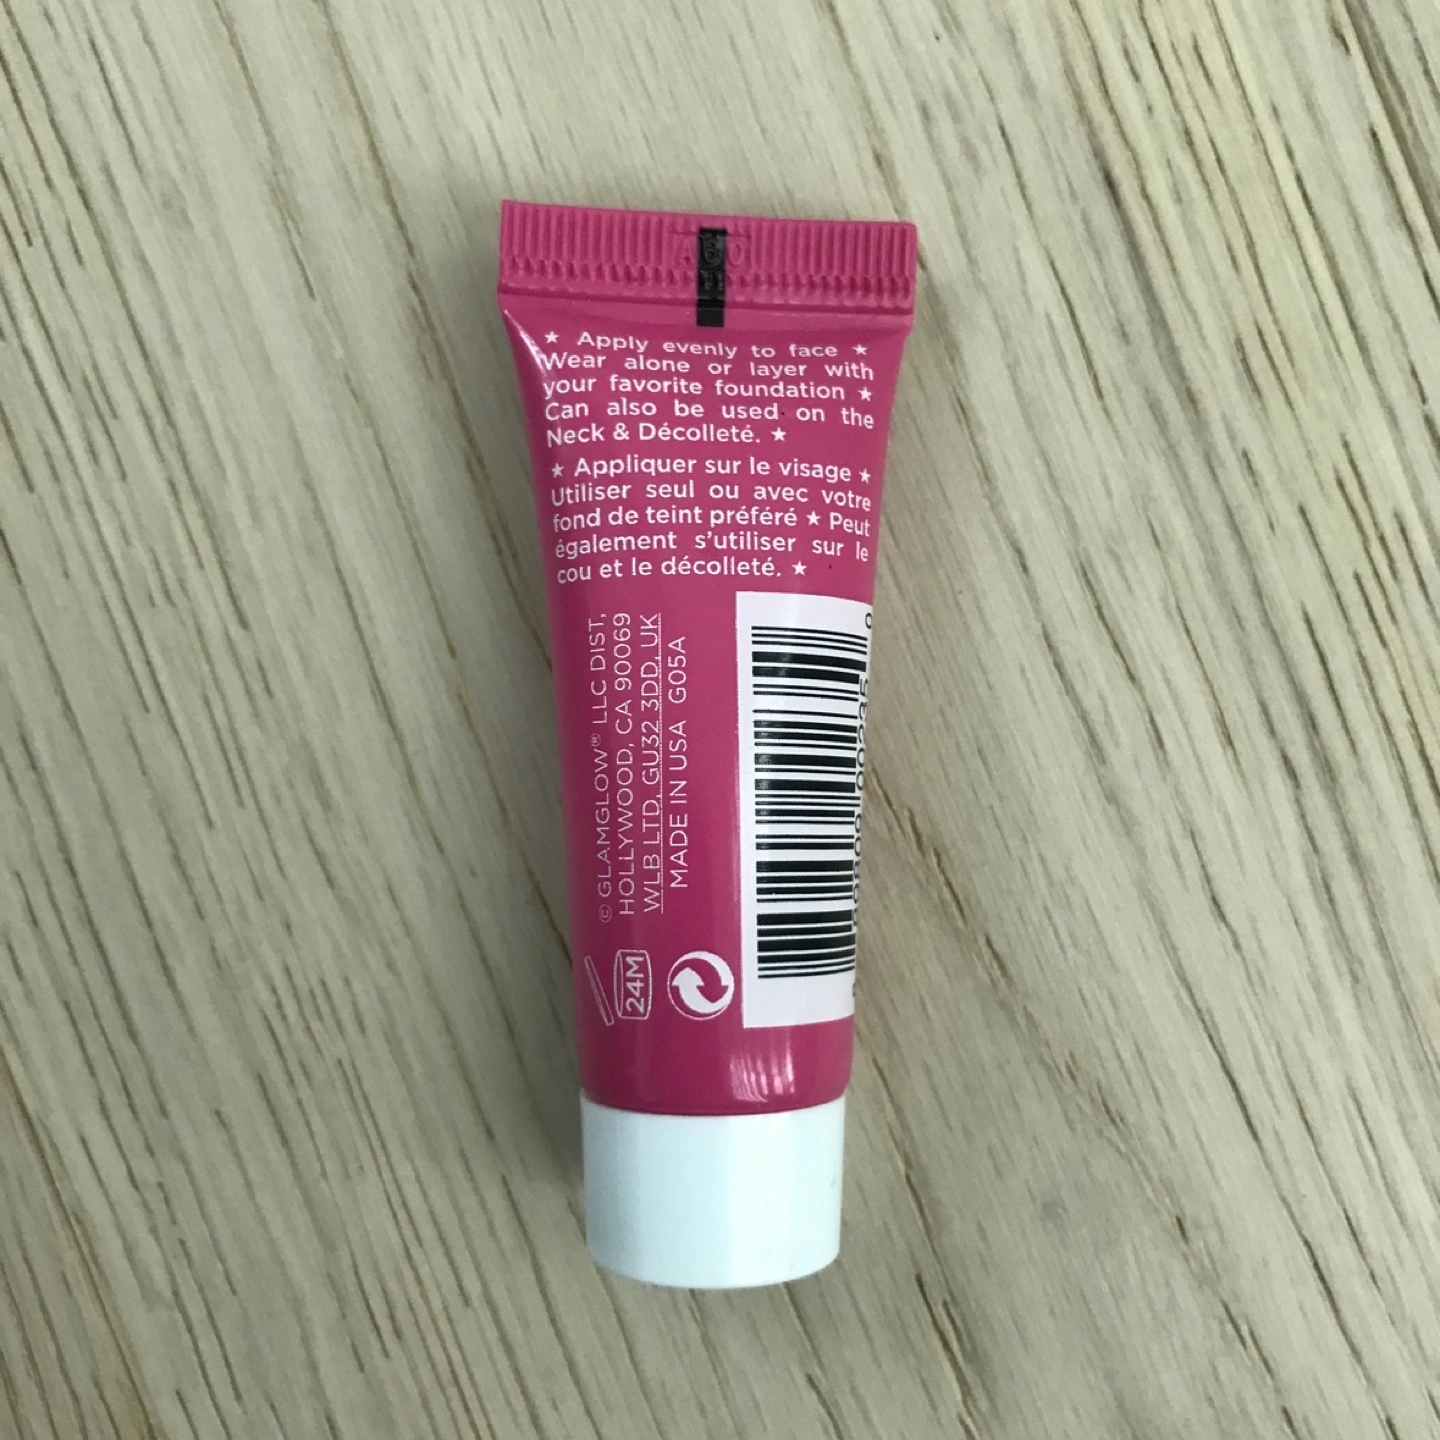 ★ Apply evenly to face ★
Wear alone or layer with
your favorite foundation ★
Can also be used on the
Neck & Décolleté. ★
★ Appliquer sur le visage ★
Utiliser seul ou avec votre
fond de teint préféré ★ Peut
également s'utiliser sur le
cou et le décolleté. ★
© GLAMGLOW® LLC DIST,
HOLLYWOOD, CA 90069
WLB LTD, GU32 3DD, UK
MADE IN USA G05A
24M